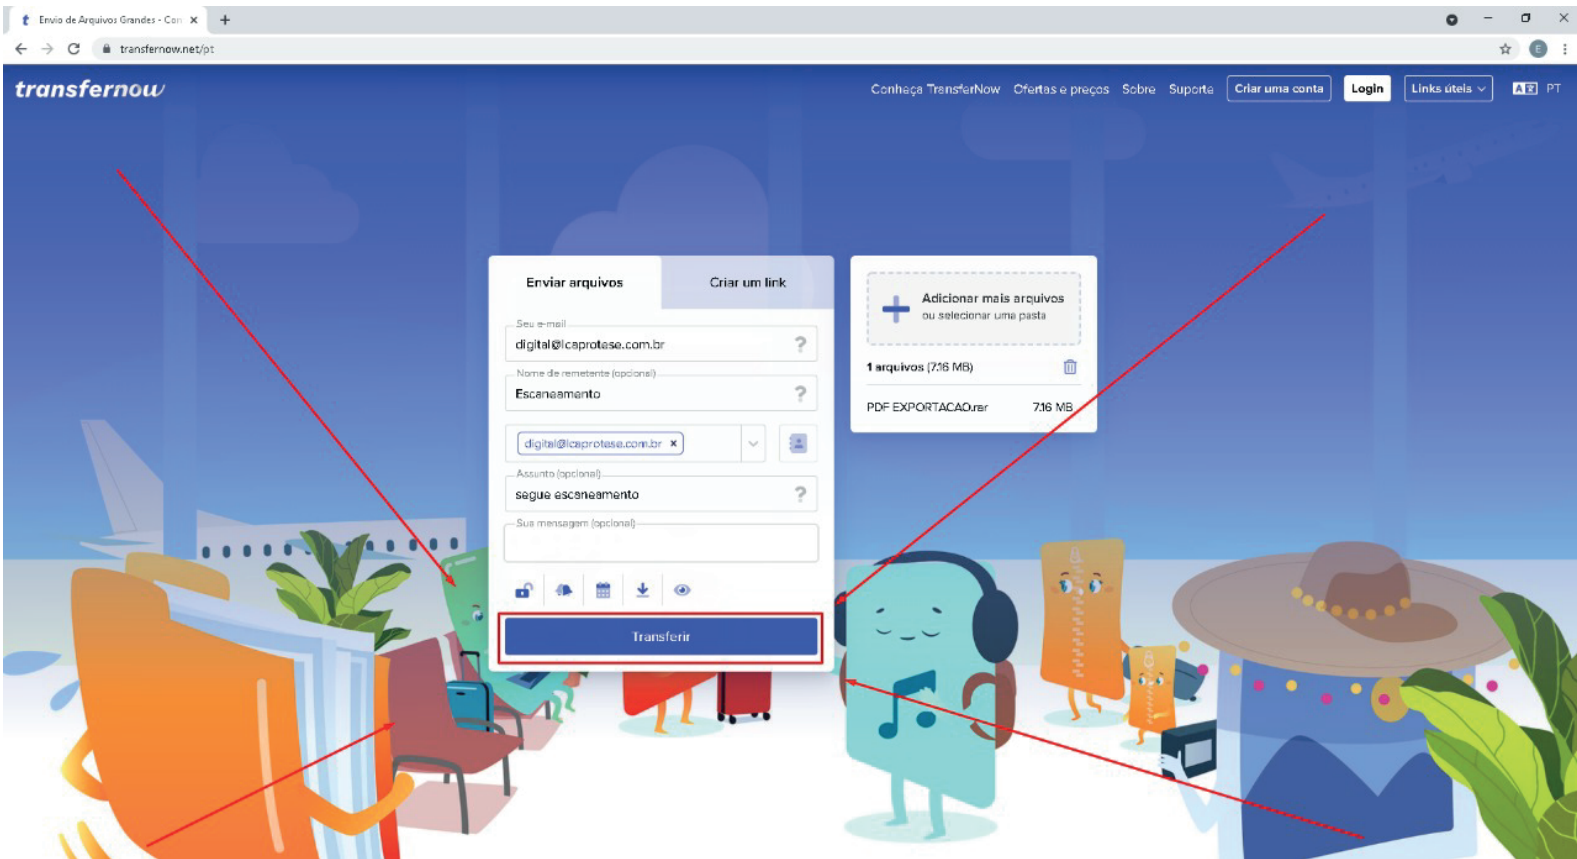 Envio de Arquivos Grandes - Con
transfernow.net/pt
E
transfernow
Conheça TransferNow Ofertas e preços Sobre Suporte Criar uma conta Login Links úteis PT
Enviar arquivos
Criar um link
Seu e-mail
digital@lcaprotese.com.br
?
Nome de remetente (opcional)
Escaneamento
?
digital@lcaprotese.com.br ×
Assunto (opcional)
segue escaneamento
?
Sua mensagem (opcional)
Transferir
Adicionar mais arquivos
ou selecionar uma pasta
1 arquivos (7.16 MB)
PDF EXPORTACAO.rar 7.16 MB